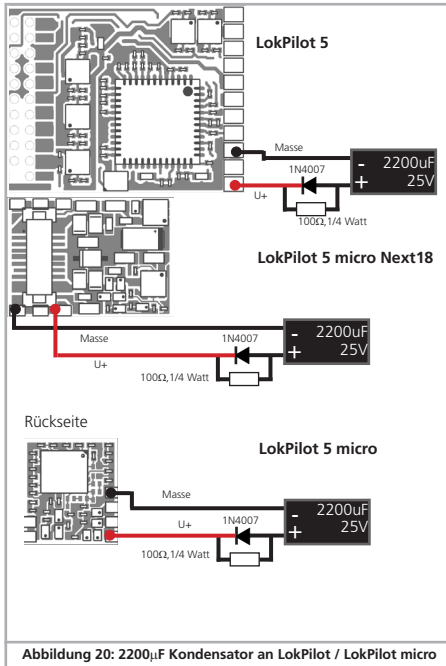 LokPilot 5
Masse
-
2200uF
1N4007
+
25V
U+
100Ω,1/4 Watt
LokPilot 5 micro Next18
Masse
-
2200uF
1N4007
+
25V
U+
100Ω,1/4 Watt
Rückseite
LokPilot 5 micro
Masse
-
2200uF
U+
1N4007
+
25V
100Ω,1/4 Watt
Abbildung 20: 2200µF Kondensator an LokPilot / LokPilot micro